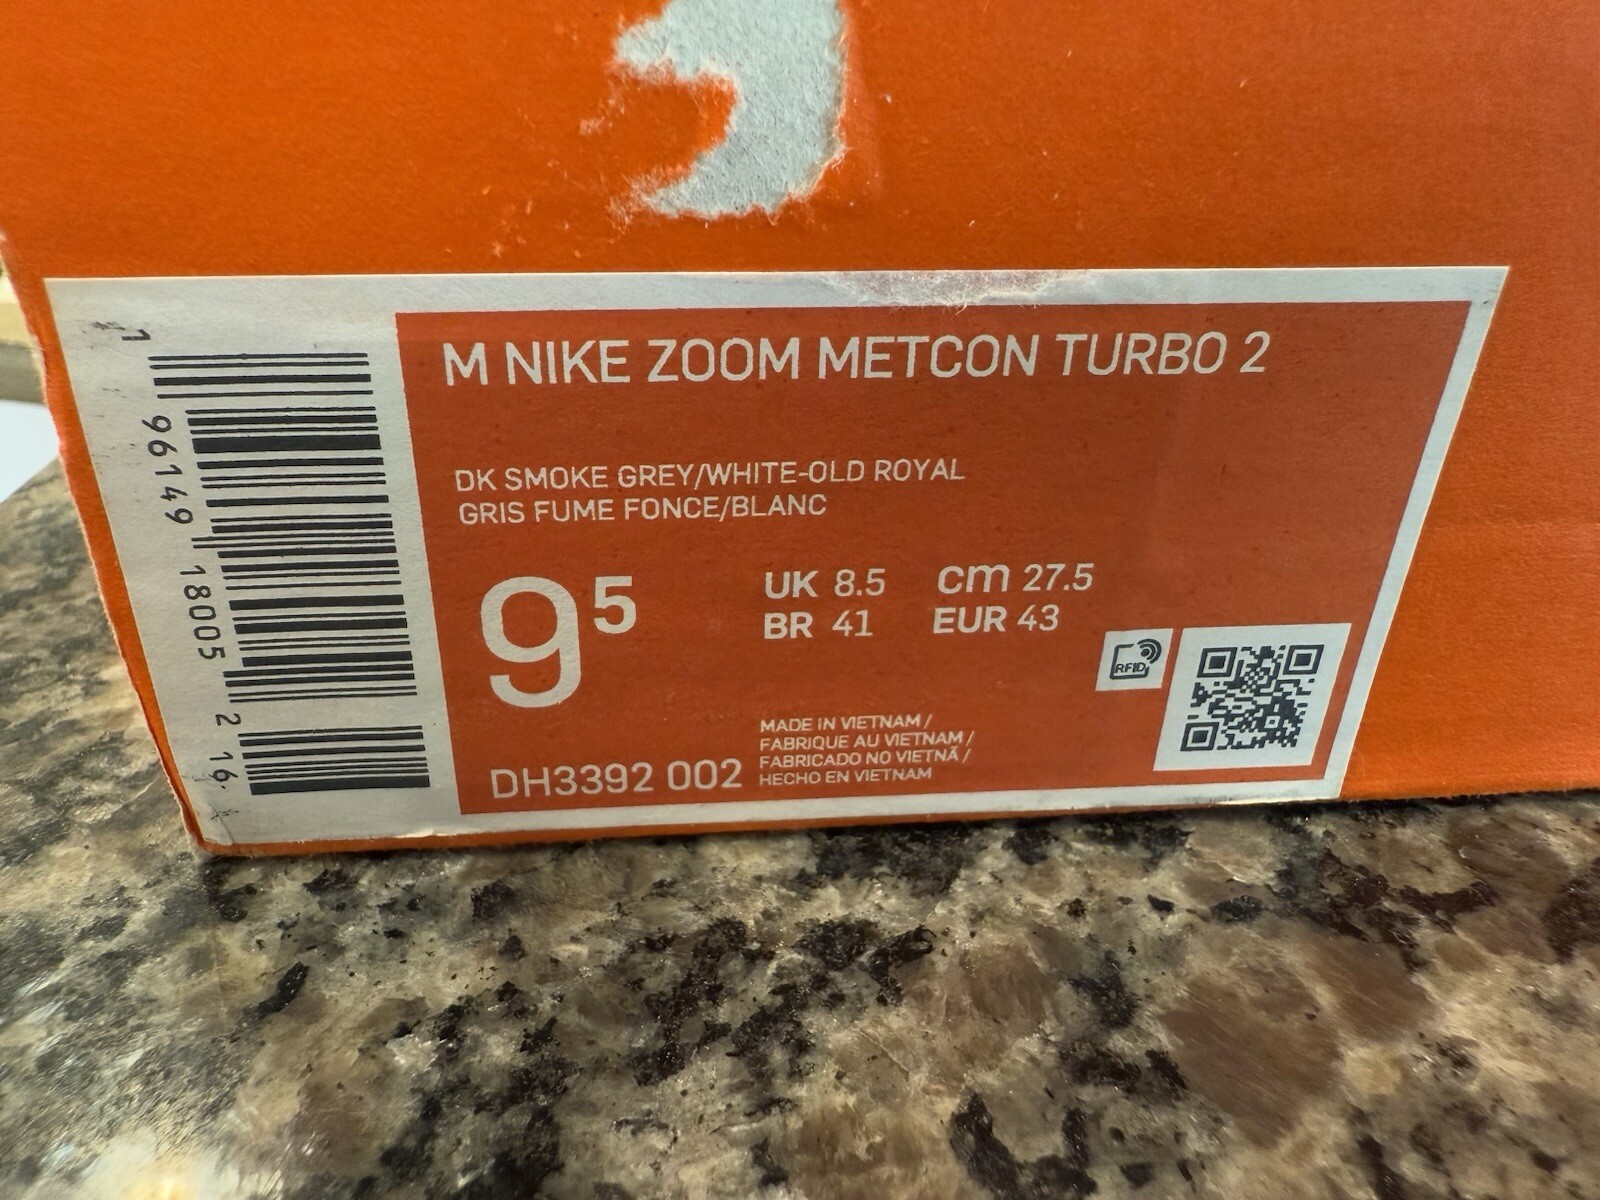 M NIKE ZOOM METCON TURBO 2
DK SMOKE GREY/WHITE-OLD ROYAL
GRIS FUME FONCE/BLANC
9 5
UK 8.5 cm 27.5
BR 41 EUR 43
RFID
MADE IN VIETNAM /
FABRIQUE AU VIETNAM /
FABRICADO NO VIETNÃ /
HECHO EN VIETNAM
DH3392 002
1 96149 18005 2 16